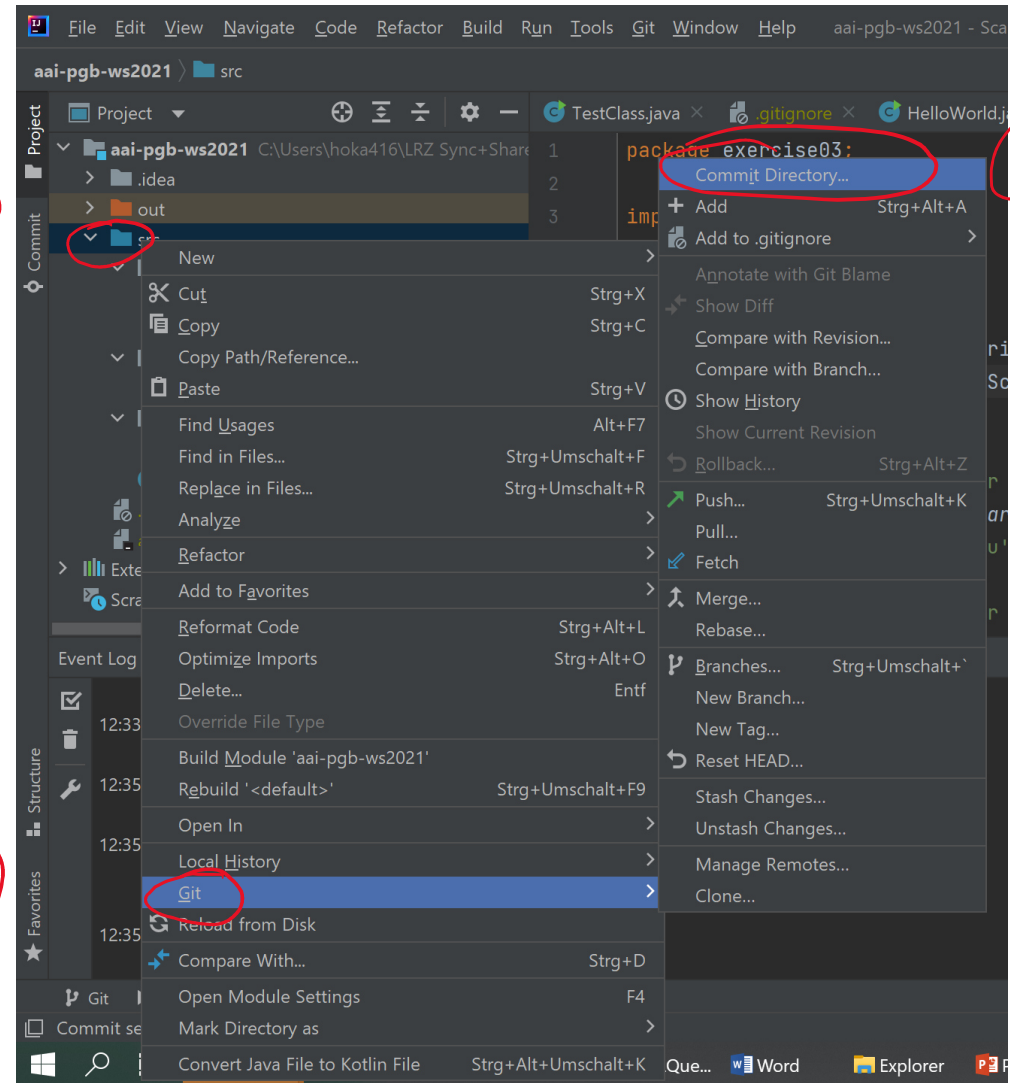 File Edit View Navigate Code Refactor Build Run Tools Git Window Help aai-pgb-ws2021 - Sca
aai-pgb-ws2021 src
Project
TestClass.java .gitignore HelloWorld.j
Project
Commit
Structure
Favorites
aai-pgb-ws2021 C:\Users\hoka416\LRZ Sync+Share
.idea
out
src
Exte
Scra
1 package exercise03;
2
3 imp
New
Cut Strg+X
Copy Strg+C
Copy Path/Reference...
Paste Strg+V
Find Usages Alt+F7
Find in Files... Strg+Umschalt+F
Replace in Files... Strg+Umschalt+R
Analyze
Refactor
Add to Favorites
Reformat Code Strg+Alt+L
Optimize Imports Strg+Alt+O
Delete... Entf
Override File Type
Build Module 'aai-pgb-ws2021'
Rebuild '<default>' Strg+Umschalt+F9
Open In
Local History
Git
Reload from Disk
Compare With... Strg+D
Open Module Settings F4
Mark Directory as
Convert Java File to Kotlin File Strg+Alt+Umschalt+K
Commit Directory...
Add Strg+Alt+A
Add to .gitignore
Annotate with Git Blame
Show Diff
Compare with Revision...
Compare with Branch...
Show History
Show Current Revision
Rollback... Strg+Alt+Z
Push... Strg+Umschalt+K
Pull...
Fetch
Merge...
Rebase...
Branches... Strg+Umschalt+`
New Branch...
New Tag...
Reset HEAD...
Stash Changes...
Unstash Changes...
Manage Remotes...
Clone...
Event Log
12:33
12:35
12:35
12:35
Git
Commit se
Que... Word Explorer